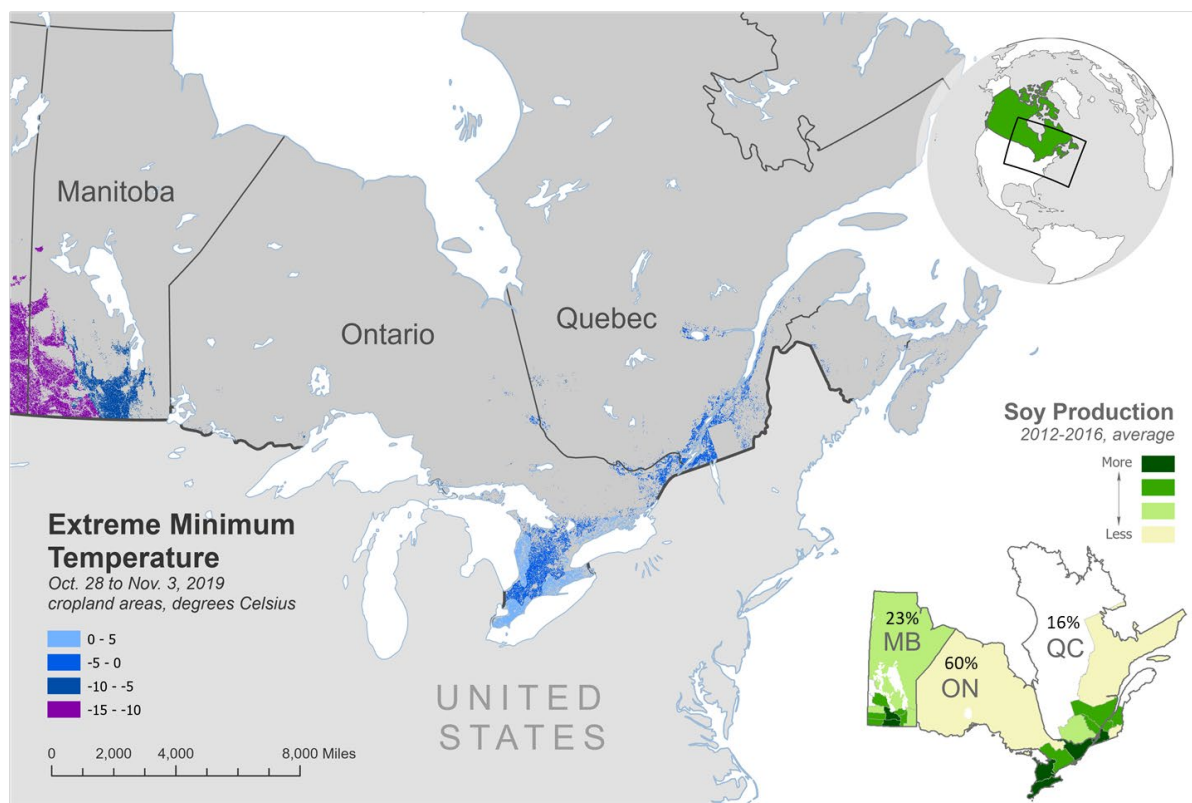 Manitoba
Ontario
Quebec
UNITED
STATES
Extreme Minimum
Temperature
Oct. 28 to Nov. 3, 2019
cropland areas, degrees Celsius
0 - 5
-5 - 0
-10 - -5
-15 - -10
0 2,000 4,000 8,000 Miles
Soy Production
2012-2016, average
More
Less
23%
MB
60%
ON
16%
QC